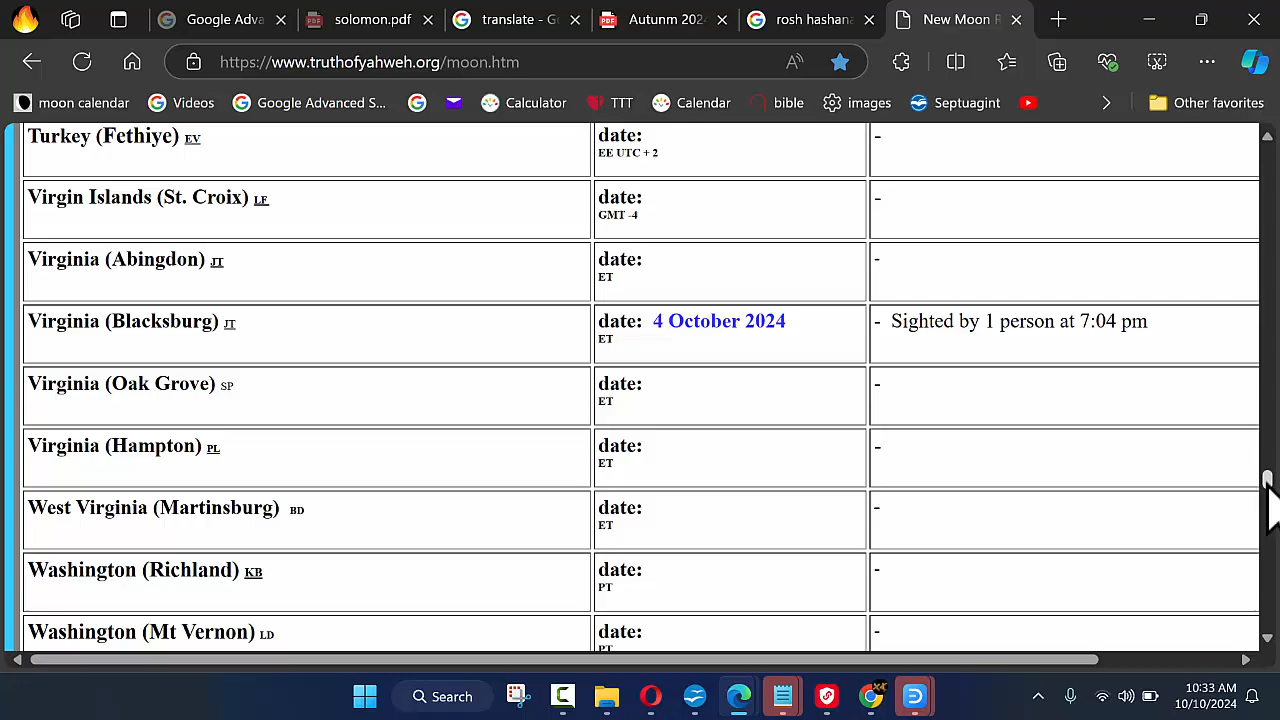 Google Adva
solomon.pdf
translate - G
Autunm 202
rosh hashana
New Moon R
https://www.truthofyahweh.org/moon.htm
moon calendar
Videos
Google Advanced S...
Calculator
TTT
Calendar
bible
images
Septuagint
Other favorites
Turkey (Fethiye) EV date: -
EE UTC + 2
Virgin Islands (St. Croix) LF date: -
GMT -4
Virginia (Abingdon) JT date: -
ET
Virginia (Blacksburg) JT date: 4 October 2024 - Sighted by 1 person at 7:04 pm
ET
Virginia (Oak Grove) SP date: -
ET
Virginia (Hampton) PL date: -
ET
West Virginia (Martinsburg) BD date: -
ET
Washington (Richland) KB date: -
PT
Washington (Mt Vernon) LD date: -
PT
Search
10:33 AM
10/10/2024